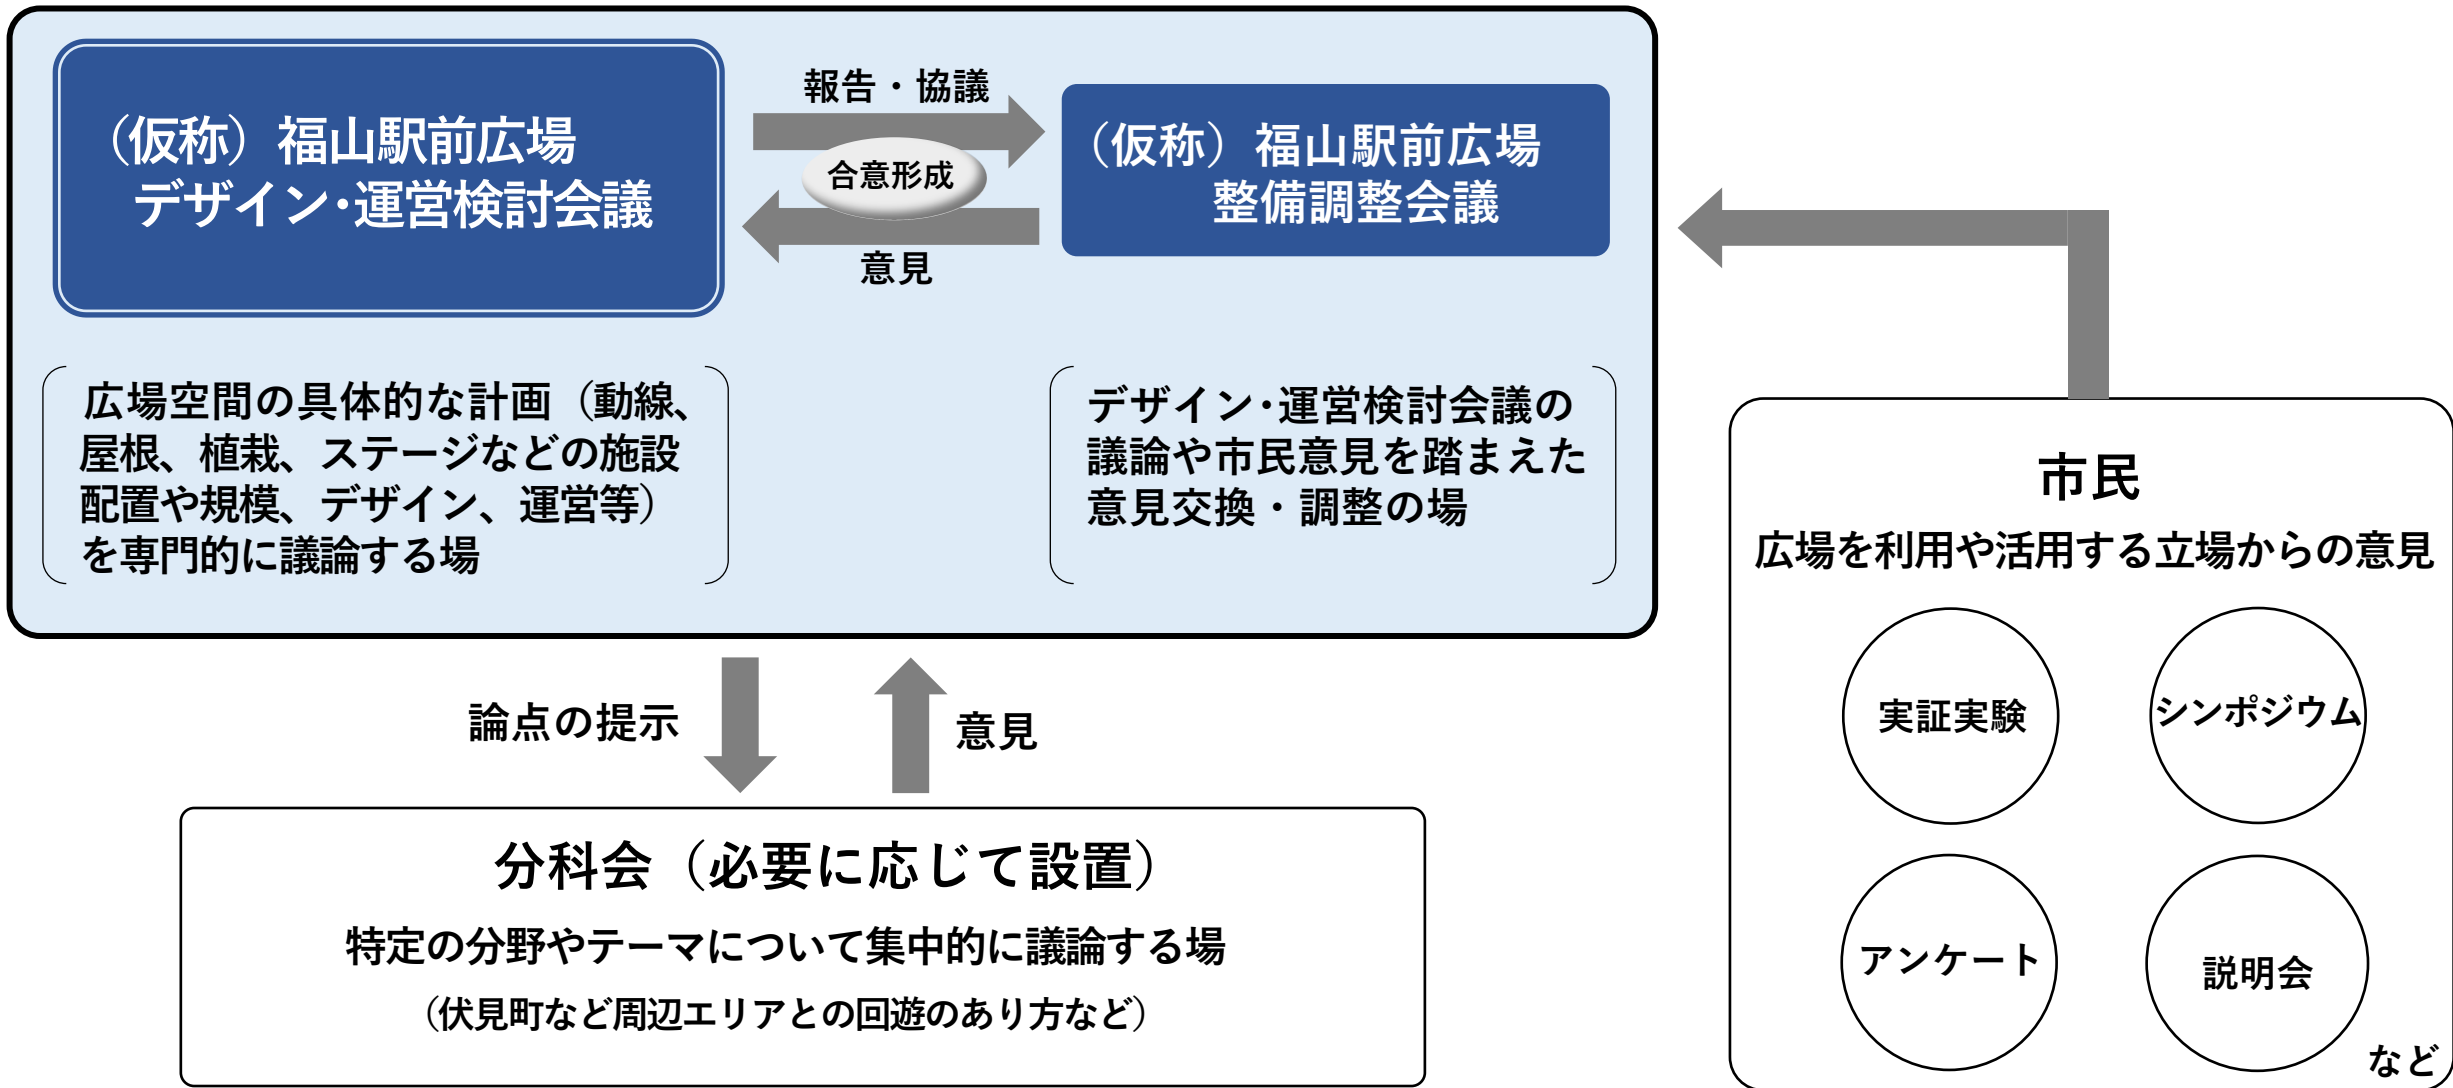 （仮称）福山駅前広場
デザイン・運営検討会議
報告・協議
合意形成
意見
（仮称）福山駅前広場
整備調整会議
広場空間の具体的な計画（動線、
屋根、植栽、ステージなどの施設
配置や規模、デザイン、運営等）
を専門的に議論する場
デザイン・運営検討会議の
議論や市民意見を踏まえた
意見交換・調整の場
論点の提示
意見
分科会（必要に応じて設置）
特定の分野やテーマについて集中的に議論する場
（伏見町など周辺エリアとの回遊のあり方など）
市民
広場を利用や活用する立場からの意見
実証実験
シンポジウム
アンケート
説明会
など